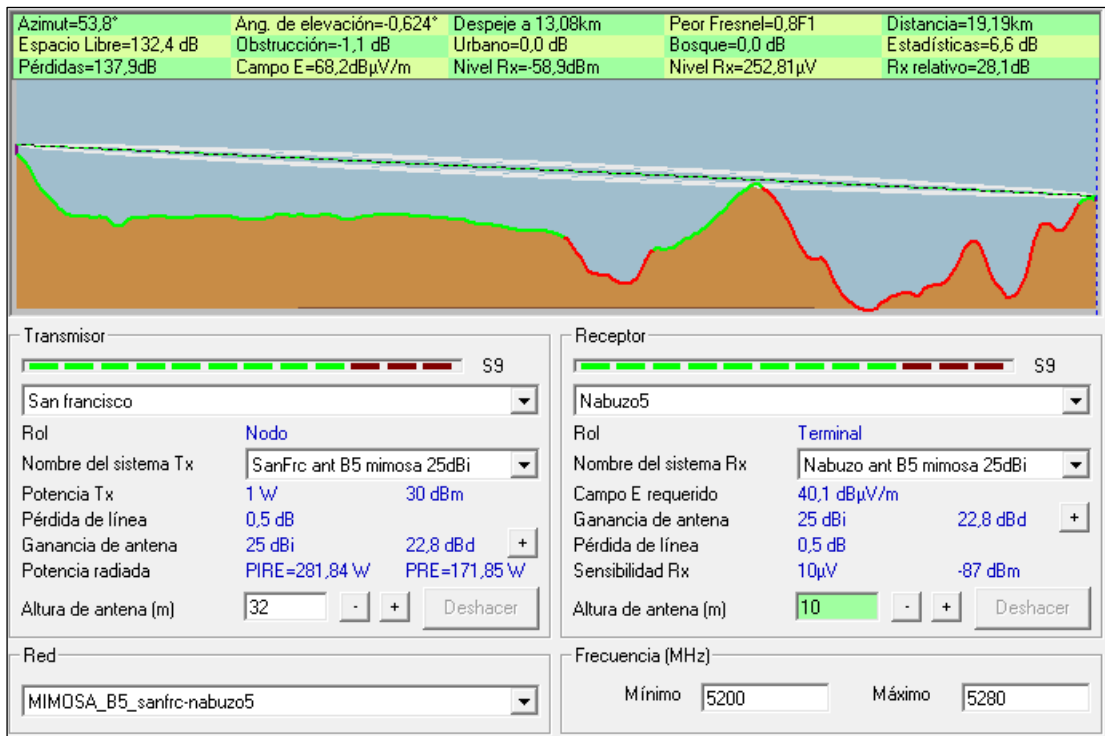 Azimut=53,8° Ang. de elevación=-0,624° Despeje a 13,08km Peor Fresnel=0,8F1 Distancia=19,19km
Espacio Libre=132,4 dB Obstrucción=-1,1 dB Urbano=0,0 dB Bosque=0,0 dB Estadísticas=6,6 dB
Pérdidas=137,9dB Campo E=68,2dBµV/m Nivel Rx=-58,9dBm Nivel Rx=252,81µV Rx relativo=28,1dB
Transmisor
S9
San francisco
Rol Nodo
Nombre del sistema Tx SanFrc ant B5 mimosa 25dBi
Potencia Tx 1 W 30 dBm
Pérdida de línea 0,5 dB
Ganancia de antena 25 dBi 22,8 dBd +
Potencia radiada PIRE=281,84 W PRE=171,85 W
Altura de antena (m) 32 - + Deshacer
Receptor
S9
Nabuzo5
Rol Terminal
Nombre del sistema Rx Nabuzo ant B5 mimosa 25dBi
Campo E requerido 40,1 dBµV/m
Ganancia de antena 25 dBi 22,8 dBd +
Pérdida de línea 0,5 dB
Sensibilidad Rx 10µV -87 dBm
Altura de antena (m) 10 - + Deshacer
Red
MIMOSA_B5_sanfrc-nabuzo5
Frecuencia (MHz)
Mínimo 5200 Máximo 5280